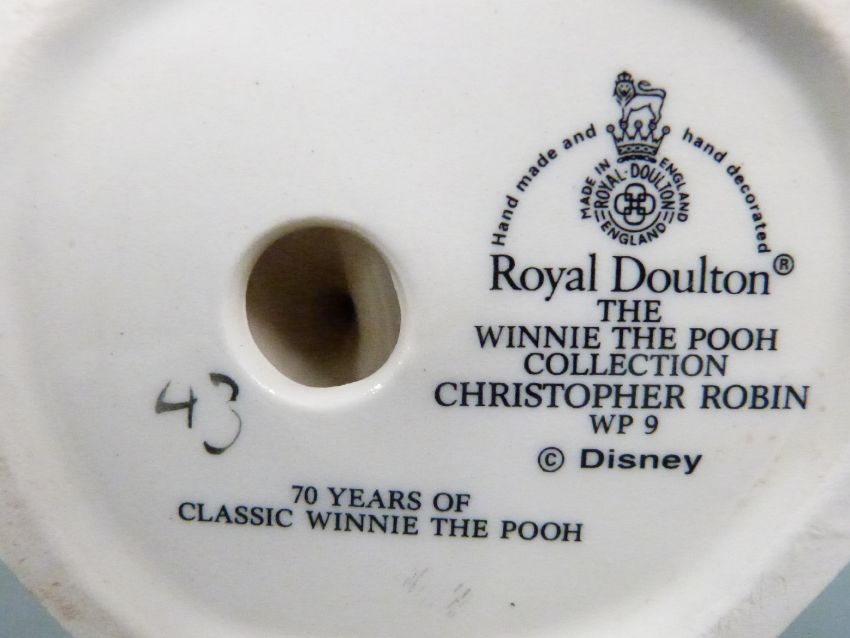 Hand made and hand decorated
MADE IN ENGLAND
ROYAL·DOULTON
ENGLAND
Royal Doulton®
THE
WINNIE THE POOH
COLLECTION
CHRISTOPHER ROBIN
WP 9
© Disney
43
70 YEARS OF
CLASSIC WINNIE THE POOH